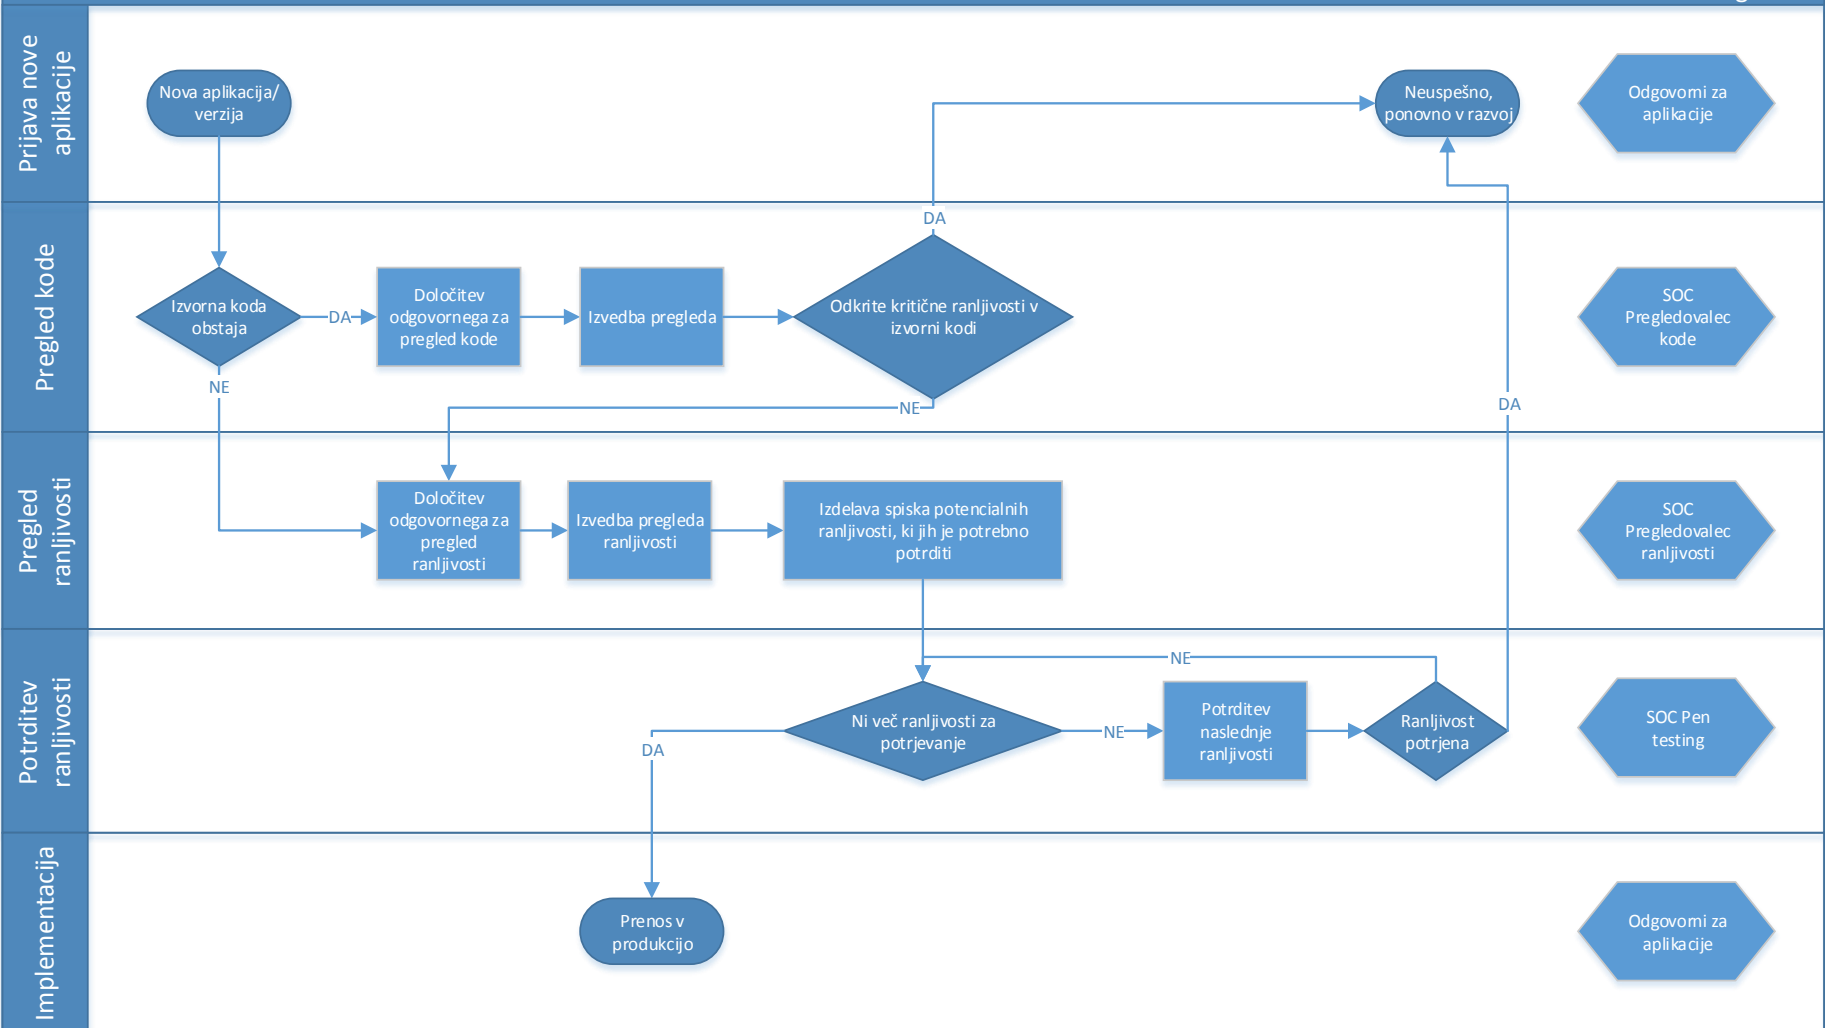 Prijava nove
aplikacije
Nova aplikacija/
verzija
Neuspešno,
ponovno v razvoj
Odgovorni za
aplikacije
Pregled kode
DA
Izvorna koda
obstaja
DA
Določitev
odgovornega za
pregled kode
Izvedba pregleda
Odkrite kritične ranljivosti v
izvorni kodi
SOC
Pregledovalec
kode
NE
NE
DA
Pregled
ranljivosti
Določitev
odgovornega za
pregled
ranljivosti
Izvedba pregleda
ranljivosti
Izdelava spiska potencialnih
ranljivosti, ki jih je potrebno
potrditi
SOC
Pregledovalec
ranljivosti
Potrditev
ranljivosti
NE
DA
Ni več ranljivosti za
potrjevanje
NE
Potrditev
naslednje
ranljivosti
Ranljivost
potrjena
SOC Pen
testing
Implementacija
Prenos v
produkcijo
Odgovorni za
aplikacije